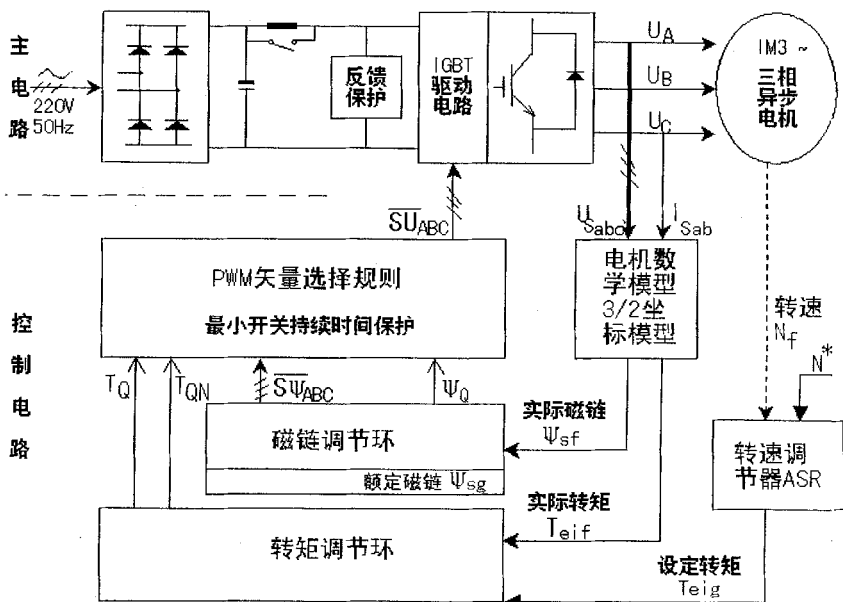 主电路
220V
50Hz
反馈
保护
IGBT
驱动
电路
U_A
U_B
U_C
IM3 ~
三相
异步
电机
SU_ABC
U_Sabc
I_Sab
PWM矢量选择规则
最小开关持续时间保护
电机数
学模型
3/2坐
标模型
转速
N_f
N*
控制电路
T_Q
T_QN
SΨ_ABC
Ψ_Q
磁链调节环
额定磁链 Ψ_sg
实际磁链
Ψ_sf
转速调
节器ASR
转矩调节环
实际转矩
T_eif
设定转矩
Teig